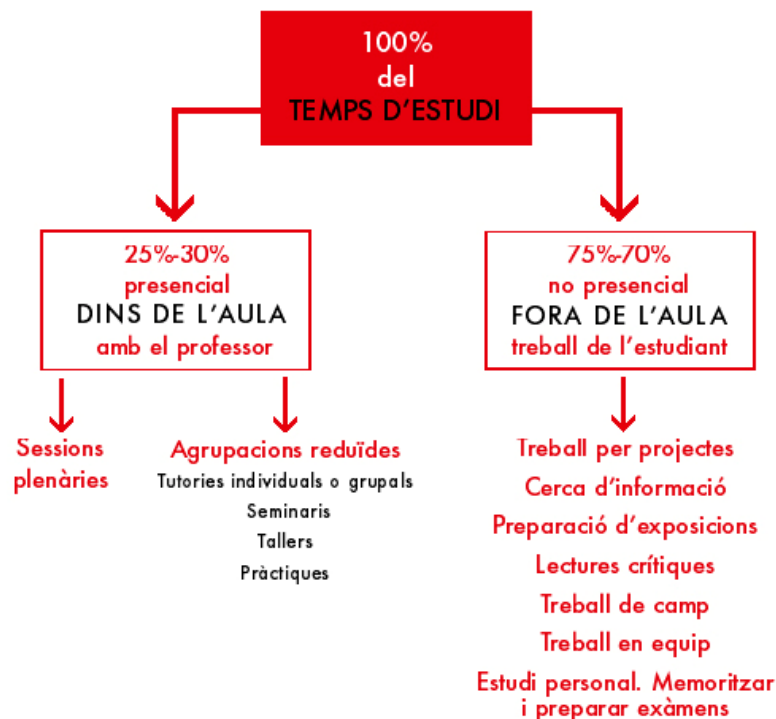 100%
del
TEMPS D'ESTUDI
25%-30%
presencial
DINS DE L'AULA
amb el professor
75%-70%
no presencial
FORA DE L'AULA
treball de l'estudiant
Sessions
plenàries
Agrupacions reduïdes
Tutories individuals o grupals
Seminaris
Tallers
Pràctiques
Treball per projectes
Cerca d'informació
Preparació d'exposicions
Lectures crítiques
Treball de camp
Treball en equip
Estudi personal. Memoritzar
i preparar exàmens